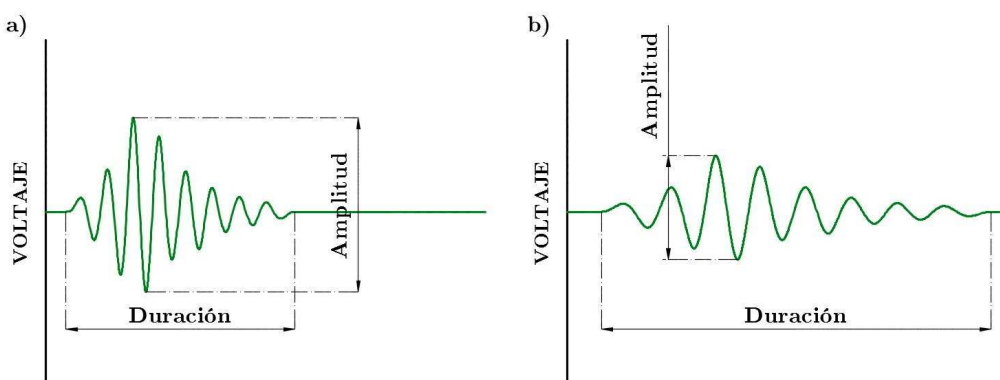 a)
VOLTAJE
Amplitud
Duración
b)
VOLTAJE
Amplitud
Duración